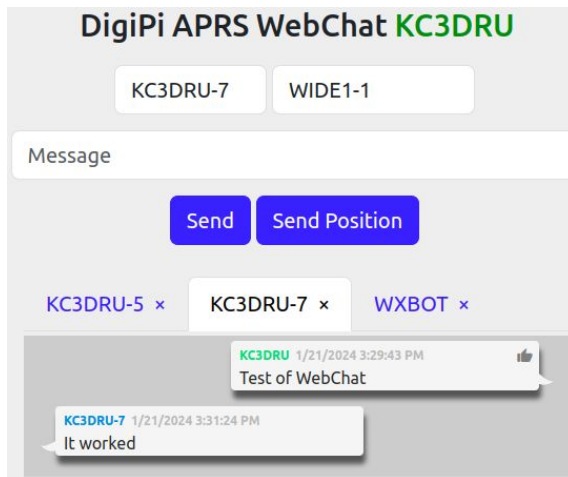 DigiPi APRS WebChat KC3DRU
KC3DRU-7 WIDE1-1
Message
Send Send Position
KC3DRU-5 × KC3DRU-7 × WXBOT ×
KC3DRU 1/21/2024 3:29:43 PM
Test of WebChat
KC3DRU-7 1/21/2024 3:31:24 PM
It worked